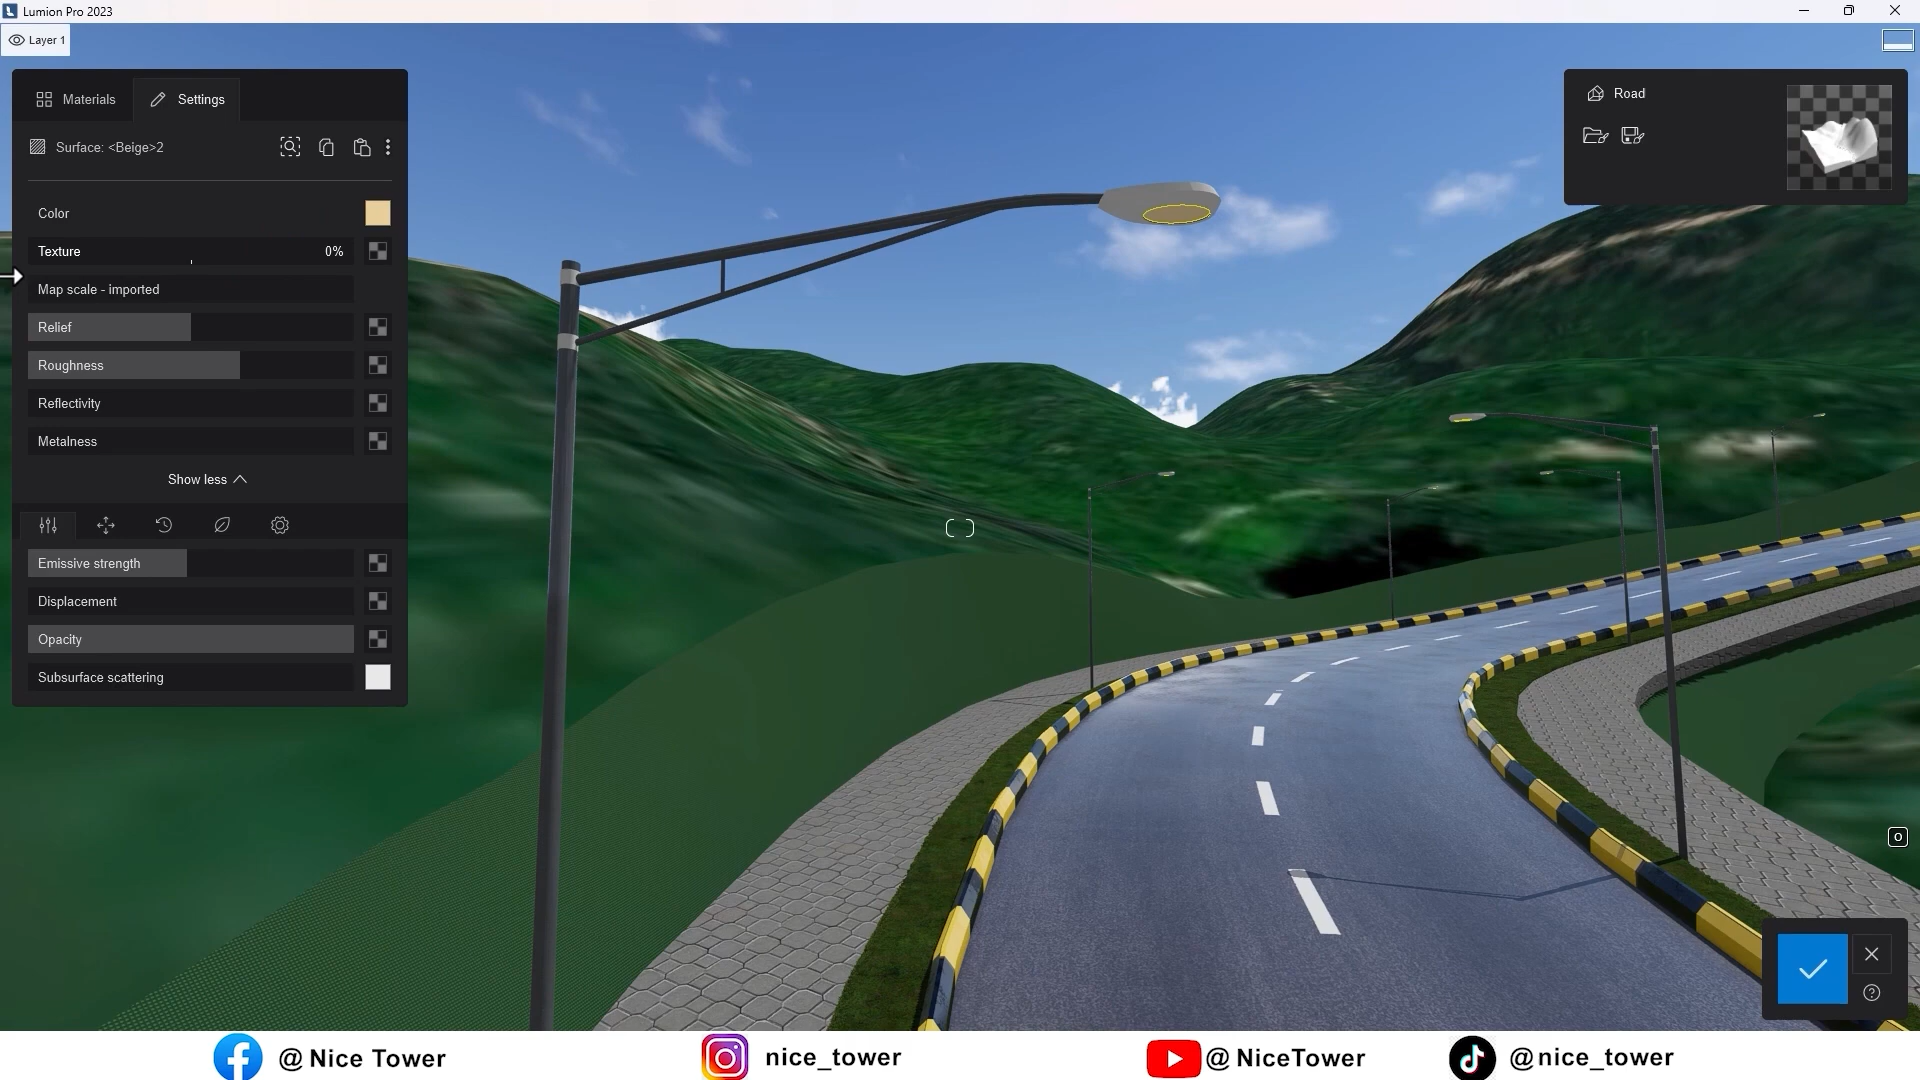 Lumion Pro 2023
Layer 1
Materials
Settings
Surface: <Beige>2
Color
Texture 0%
Map scale - imported
Relief
Roughness
Reflectivity
Metalness
Show less
Emissive strength
Displacement
Opacity
Subsurface scattering
Road
O
@ Nice Tower
nice_tower
@ NiceTower
@nice_tower